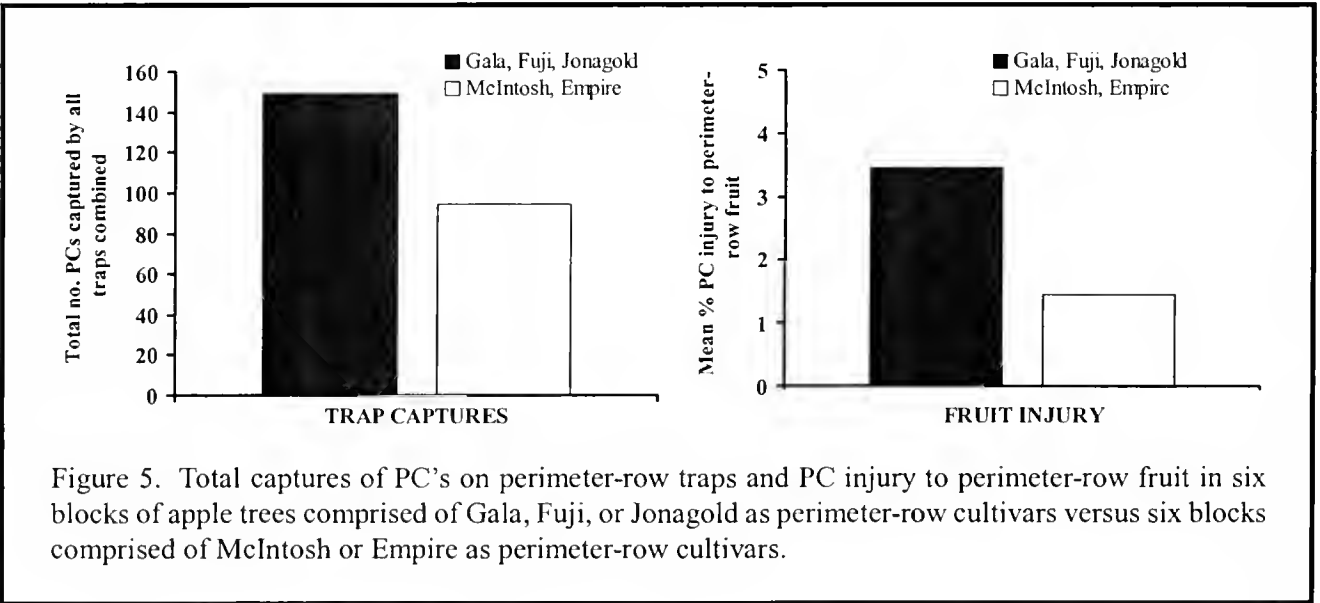 Gala, Fuji, Jonagold
McIntosh, Empire
Total no. PCs captured by all
traps combined
160
140
120
100
80
60
40
20
0
TRAP CAPTURES
Gala, Fuji, Jonagold
McIntosh, Empire
Mean % PC injury to perimeter-
row fruit
5
4
3
2
1
0
FRUIT INJURY
Figure 5. Total captures of PC's on perimeter-row traps and PC injury to perimeter-row fruit in six
blocks of apple trees comprised of Gala, Fuji, or Jonagold as perimeter-row cultivars versus six blocks
comprised of McIntosh or Empire as perimeter-row cultivars.